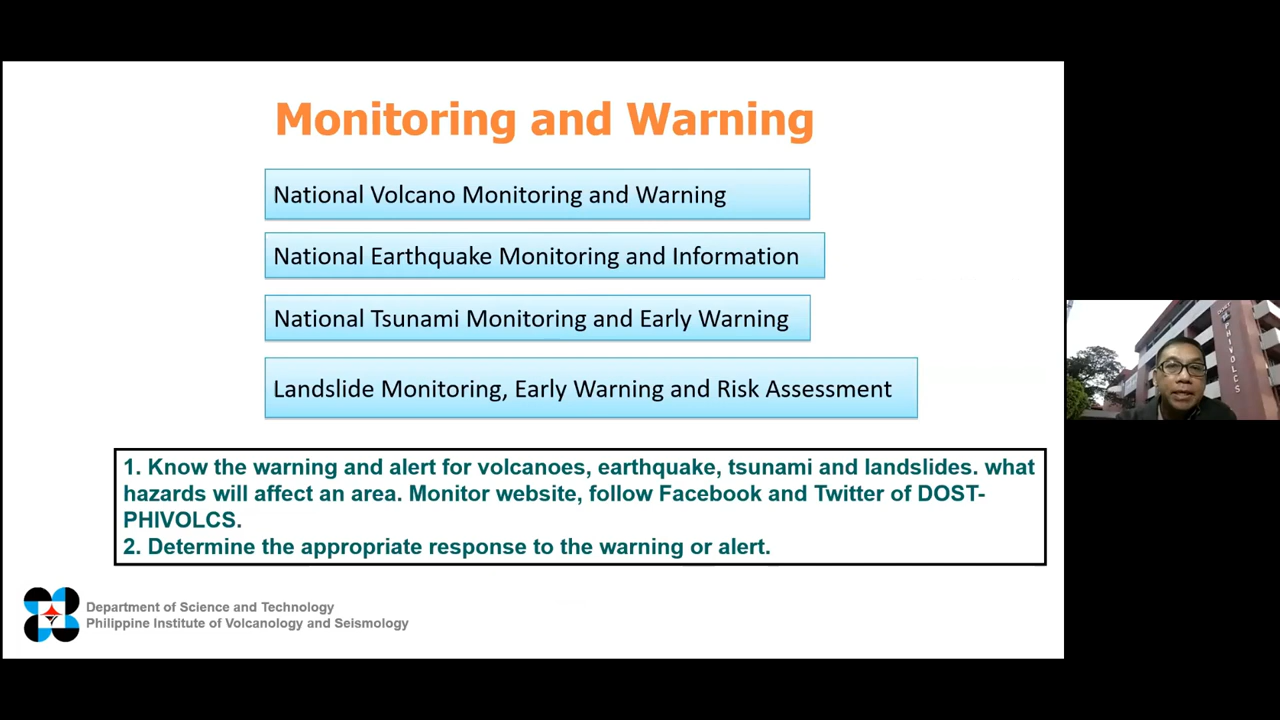 Monitoring and Warning
National Volcano Monitoring and Warning
National Earthquake Monitoring and Information
National Tsunami Monitoring and Early Warning
Landslide Monitoring, Early Warning and Risk Assessment
1. Know the warning and alert for volcanoes, earthquake, tsunami and landslides. what
hazards will affect an area. Monitor website, follow Facebook and Twitter of DOST-
PHIVOLCS.
2. Determine the appropriate response to the warning or alert.
Department of Science and Technology
Philippine Institute of Volcanology and Seismology
PHIVOLCS